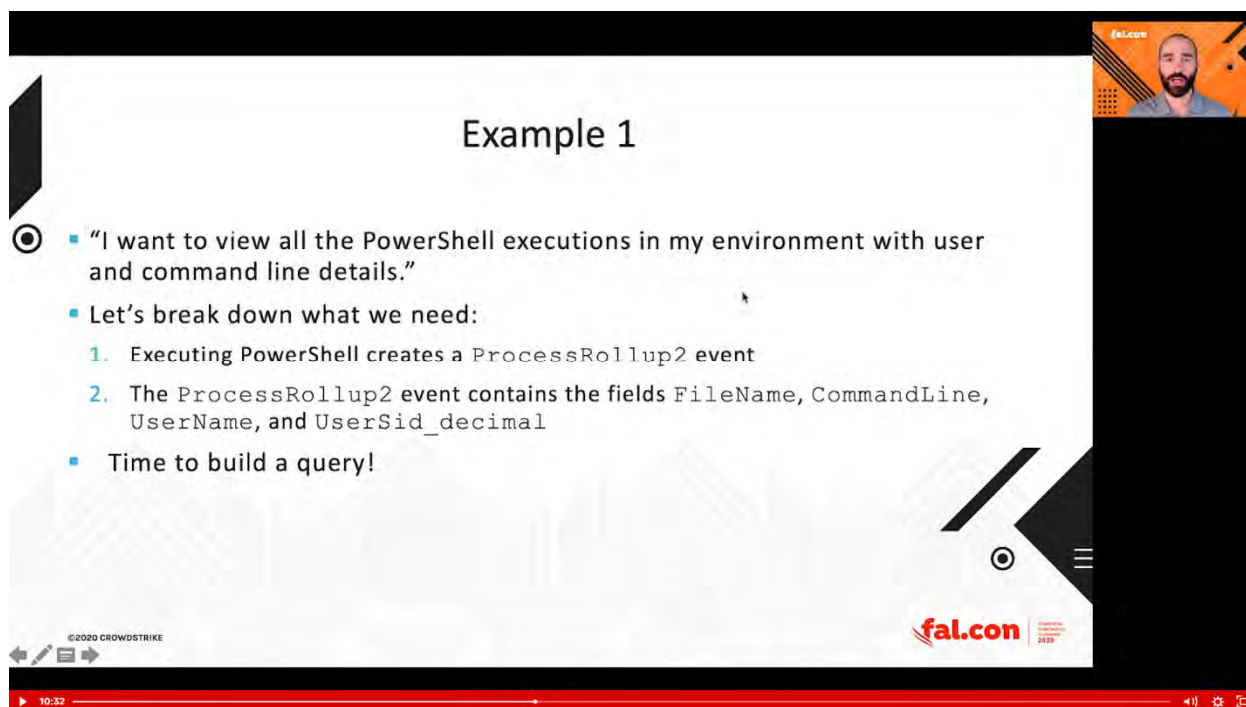 fal.con
Example 1
“I want to view all the PowerShell executions in my environment with user
and command line details.”
Let’s break down what we need:
1. Executing PowerShell creates a ProcessRollup2 event
2. The ProcessRollup2 event contains the fields FileName, CommandLine,
UserName, and UserSid_decimal
Time to build a query!
©2020 CROWDSTRIKE
fal.con
2020
10:32